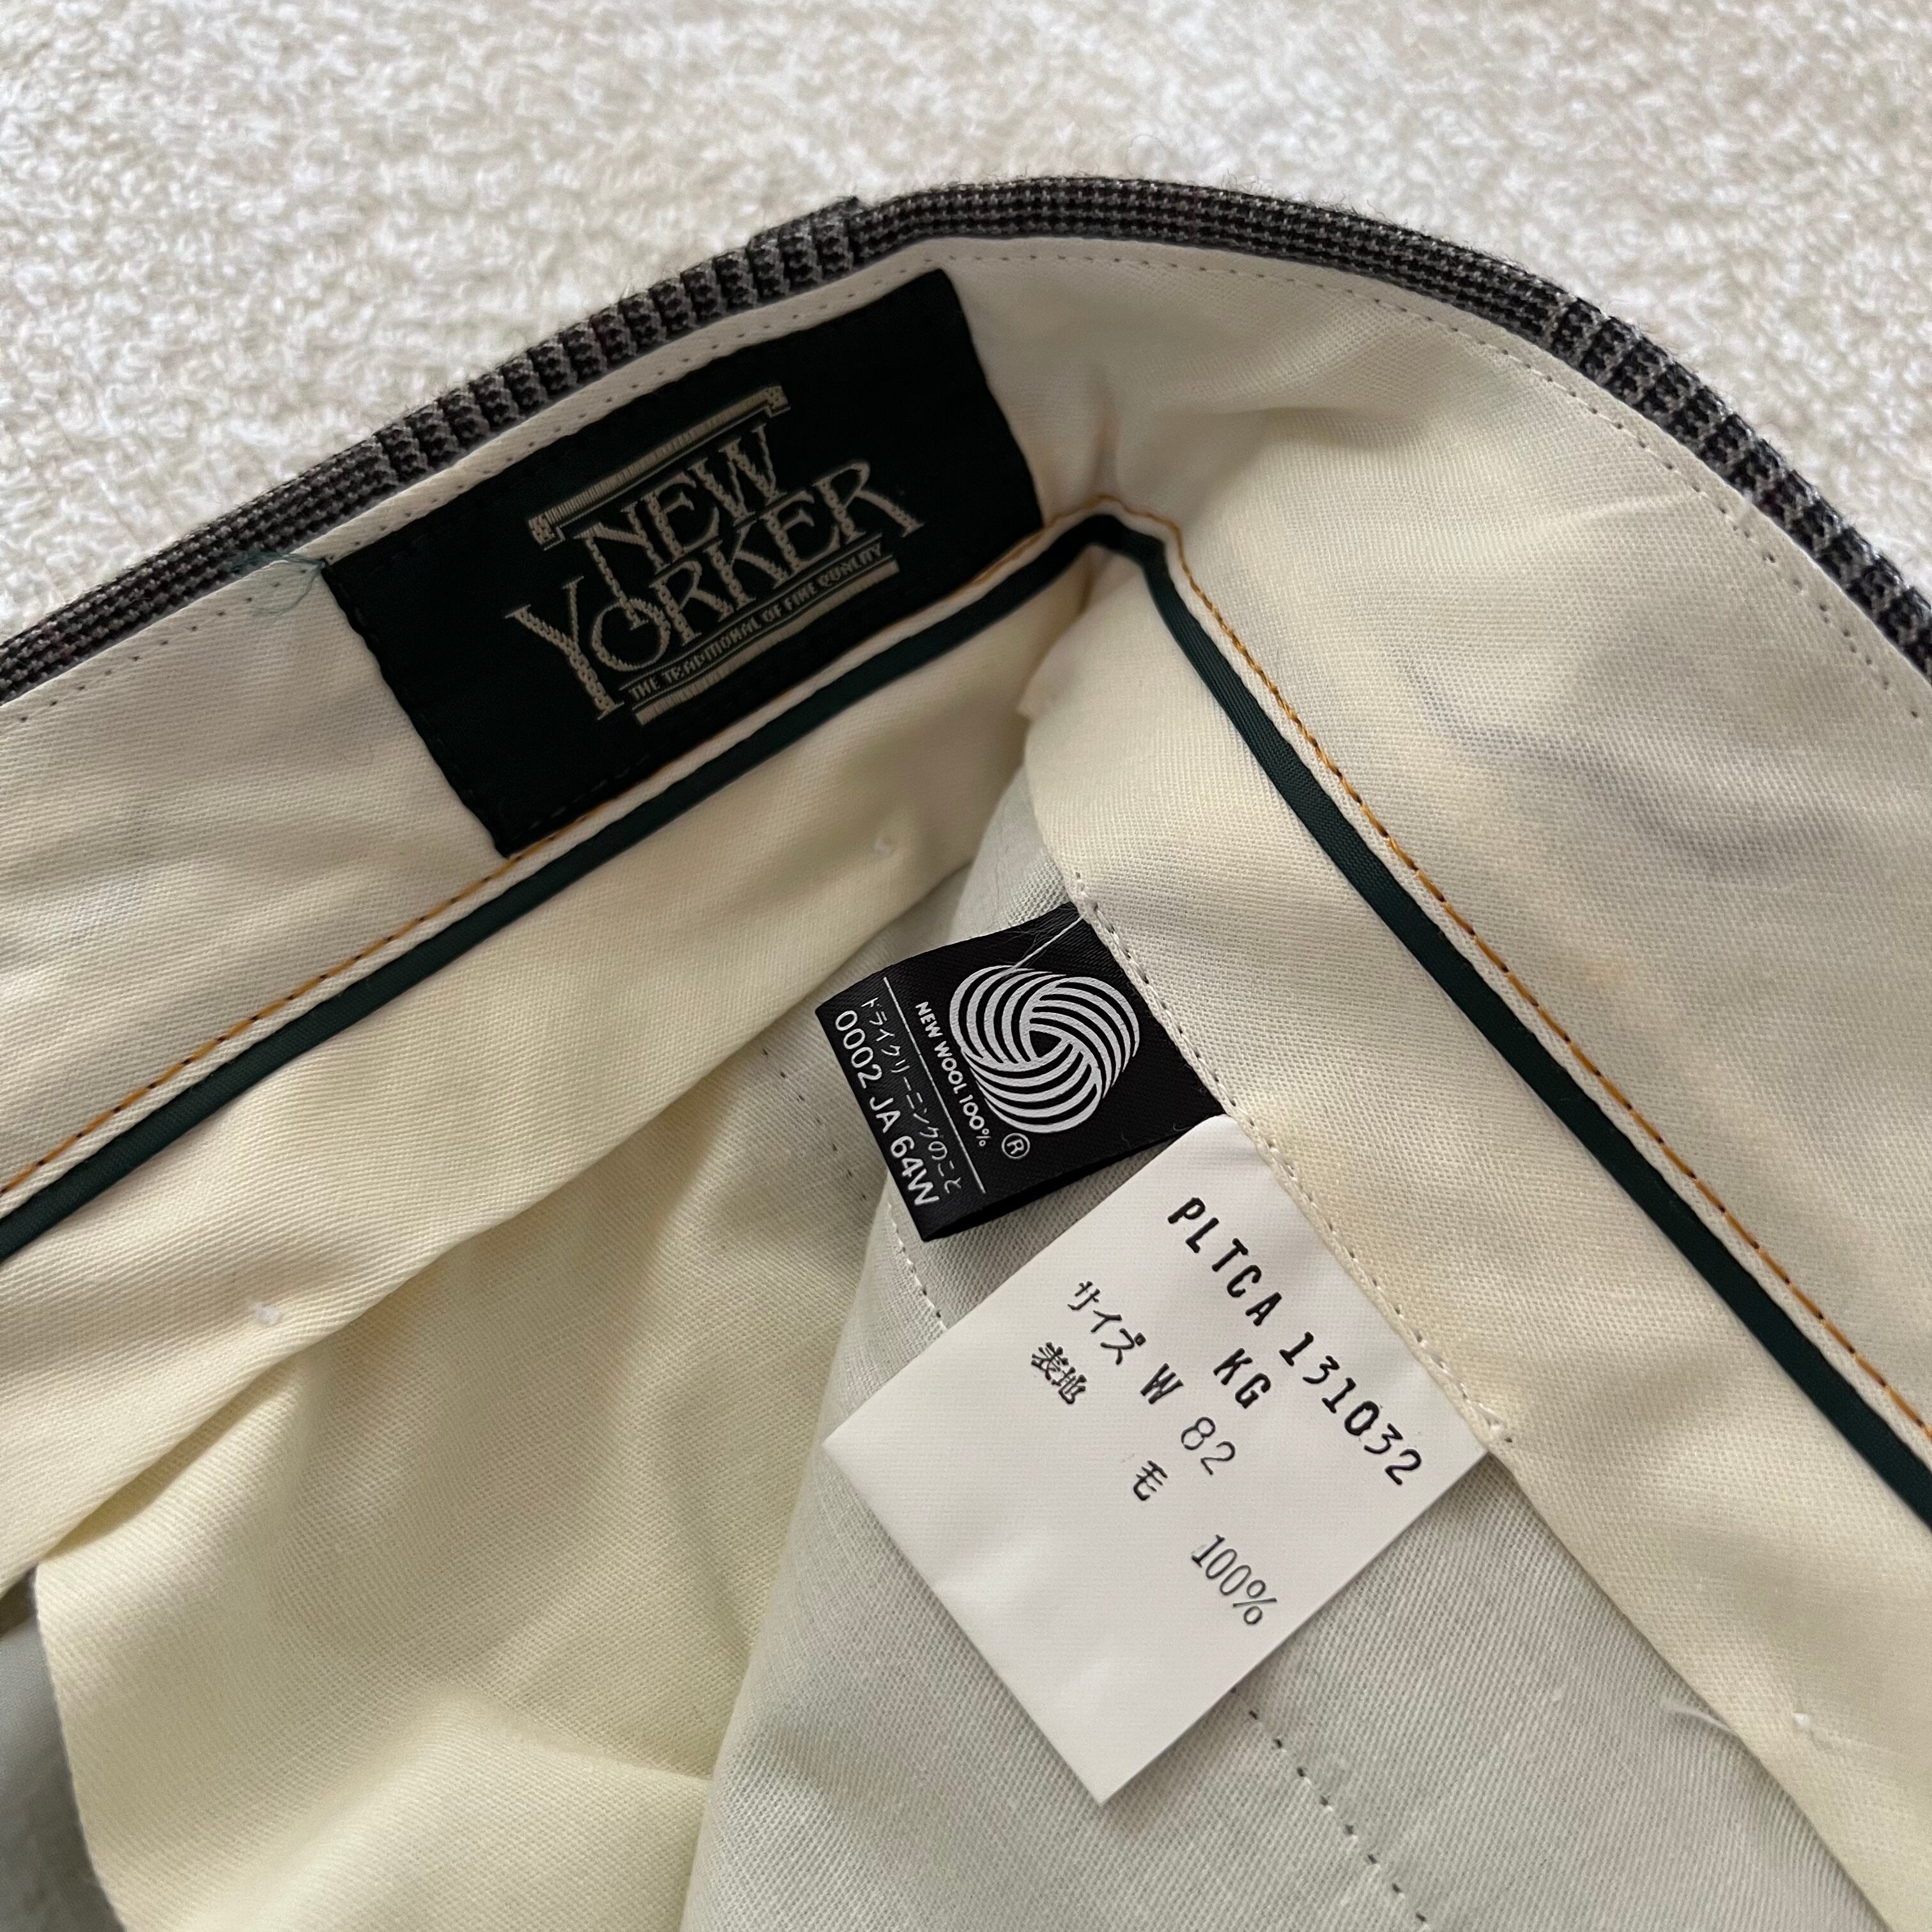 NEW
YORKER
THE TRADITIONAL OF FINE QUALITY
NEW WOOL 100%
®
ドライクリーニングのこと
0002 JA 64W
PLTCA 131032
KG
サイズ W 82
表地 毛 100%